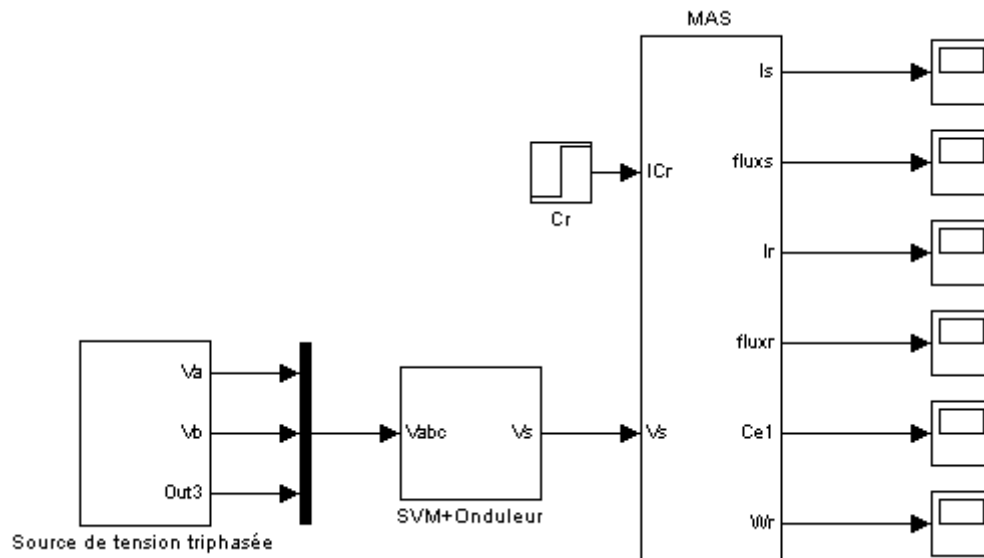 MAS
Is
fluxs
ICr
Cr
Ir
fluxr
Va
Vb
Vabc
Vs
Vs
Ce1
Out3
SVM+Onduleur
Wr
Source de tension triphasée